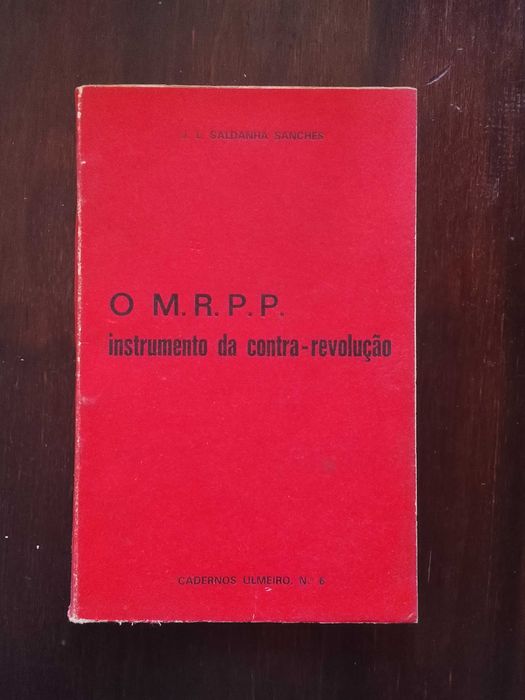 J. L. SALDANHA SANCHES
O M.R.P.P.
instrumento da contra-revolução
CADERNOS ULMEIRO. N.º 6